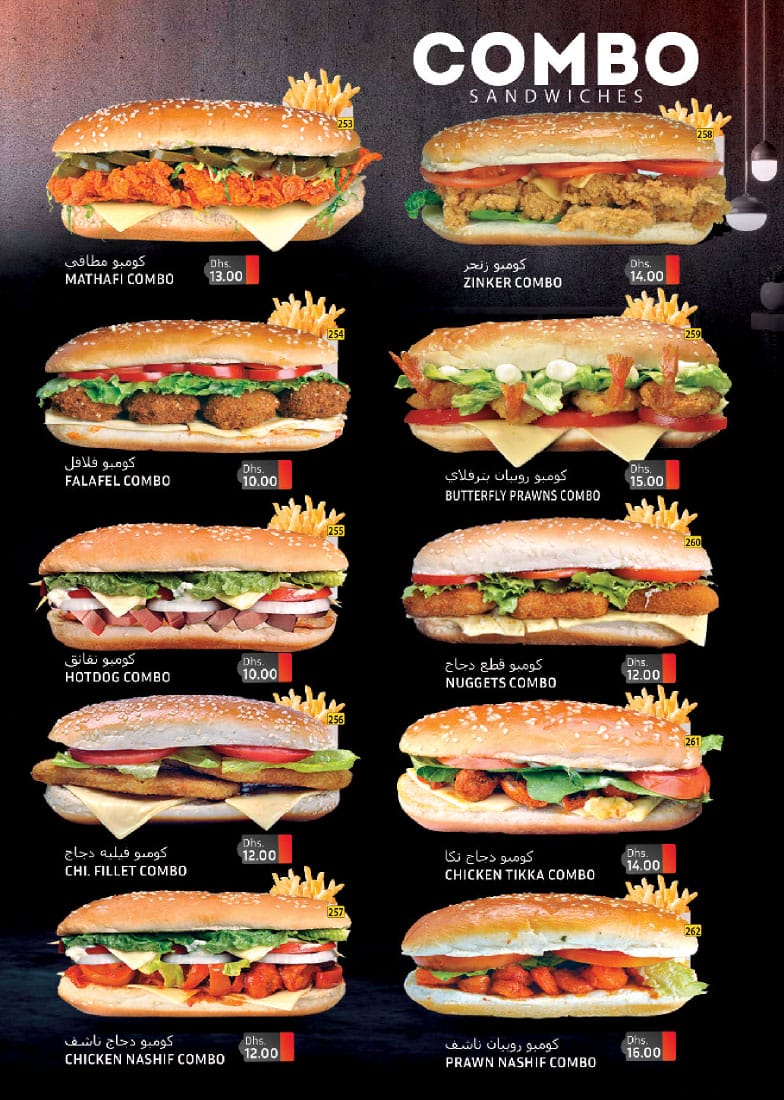 COMBO
SANDWICHES
253
كومبو مطافي
MATHAFI COMBO
Dhs.
13.00
254
كومبو فلافل
FALAFEL COMBO
Dhs.
10.00
255
كومبو نقانق
HOTDOG COMBO
Dhs.
10.00
256
كومبو فيليه دجاج
CHI. FILLET COMBO
Dhs.
12.00
257
كومبو دجاج ناشف
CHICKEN NASHIF COMBO
Dhs.
12.00
258
كومبو زنجر
ZINKER COMBO
Dhs.
14.00
259
كومبو روبيان بترفلاي
BUTTERFLY PRAWNS COMBO
Dhs.
15.00
260
كومبو قطع دجاج
NUGGETS COMBO
Dhs.
12.00
261
كومبو دجاج تكا
CHICKEN TIKKA COMBO
Dhs.
14.00
262
كومبو روبيان ناشف
PRAWN NASHIF COMBO
Dhs.
16.00